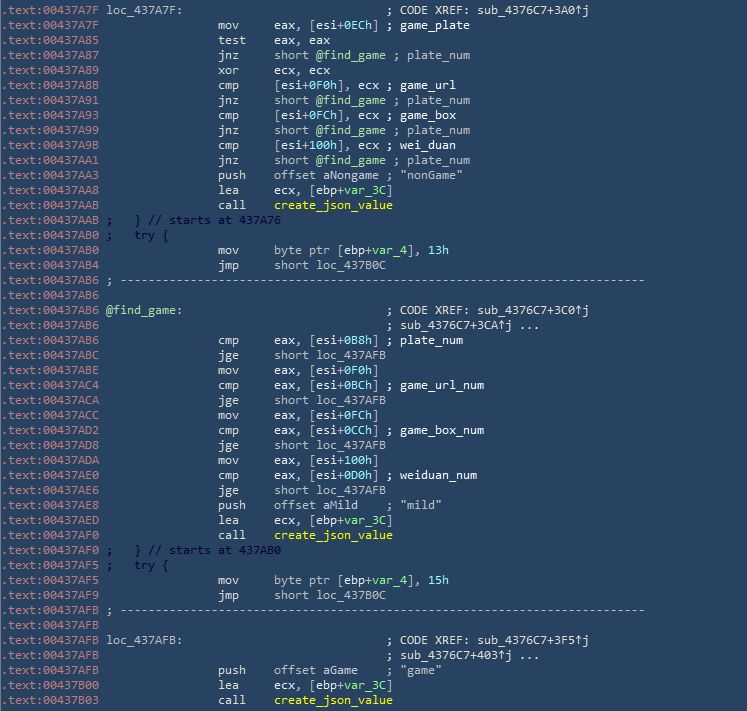 .text:00437A7F loc_437A7F: ; CODE XREF: sub_4376C7+3A0↑j
.text:00437A7F mov eax, [esi+0ECh] ; game_plate
.text:00437A85 test eax, eax
.text:00437A87 jnz short @find_game ; plate_num
.text:00437A89 xor ecx, ecx
.text:00437A8B cmp [esi+0F0h], ecx ; game_url
.text:00437A91 jnz short @find_game ; plate_num
.text:00437A93 cmp [esi+0FCh], ecx ; game_box
.text:00437A99 jnz short @find_game ; plate_num
.text:00437A9B cmp [esi+100h], ecx ; wei_duan
.text:00437AA1 jnz short @find_game ; plate_num
.text:00437AA3 push offset aNongame ; "nonGame"
.text:00437AA8 lea ecx, [ebp+var_3C]
.text:00437AAB call create_json_value
.text:00437AAB ; } // starts at 437A76
.text:00437AB0 ; try {
.text:00437AB0 mov byte ptr [ebp+var_4], 13h
.text:00437AB4 jmp short loc_437B0C
.text:00437AB6 ; ---------------------------------------------------------------------------
.text:00437AB6
.text:00437AB6 @find_game: ; CODE XREF: sub_4376C7+3C0↑j
.text:00437AB6 ; sub_4376C7+3CA↑j ...
.text:00437AB6 cmp eax, [esi+0B8h] ; plate_num
.text:00437ABC jge short loc_437AFB
.text:00437ABE mov eax, [esi+0F0h]
.text:00437AC4 cmp eax, [esi+0BCh] ; game_url_num
.text:00437ACA jge short loc_437AFB
.text:00437ACC mov eax, [esi+0FCh]
.text:00437AD2 cmp eax, [esi+0CCh] ; game_box_num
.text:00437AD8 jge short loc_437AFB
.text:00437ADA mov eax, [esi+100h]
.text:00437AE0 cmp eax, [esi+0D0h] ; weiduan_num
.text:00437AE6 jge short loc_437AFB
.text:00437AE8 push offset aMild ; "mild"
.text:00437AED lea ecx, [ebp+var_3C]
.text:00437AF0 call create_json_value
.text:00437AF0 ; } // starts at 437AB0
.text:00437AF5 ; try {
.text:00437AF5 mov byte ptr [ebp+var_4], 15h
.text:00437AF9 jmp short loc_437B0C
.text:00437AFB ; ---------------------------------------------------------------------------
.text:00437AFB
.text:00437AFB loc_437AFB: ; CODE XREF: sub_4376C7+3F5↑j
.text:00437AFB ; sub_4376C7+403↑j ...
.text:00437AFB push offset aGame ; "game"
.text:00437B00 lea ecx, [ebp+var_3C]
.text:00437B03 call create_json_value